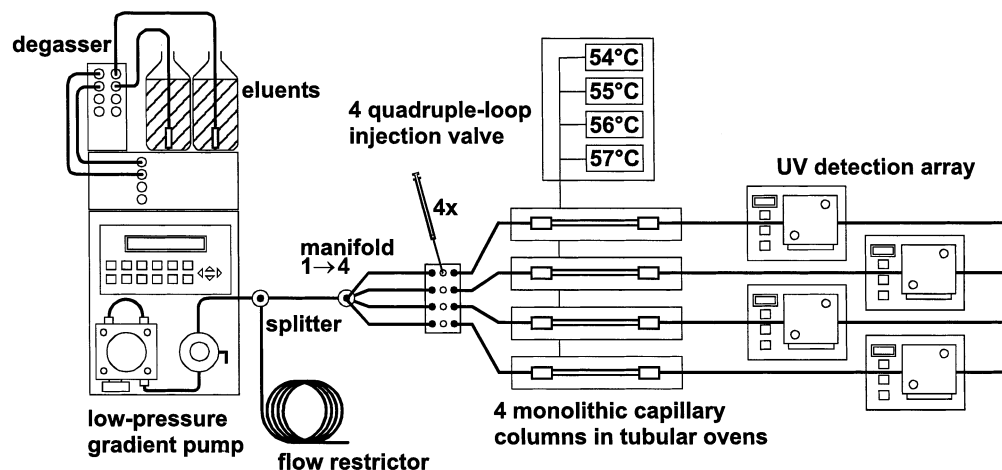 degasser
eluents
4 quadruple-loop
injection valve
54°C
55°C
56°C
57°C
UV detection array
4x
manifold
1→4
splitter
low-pressure
gradient pump
flow restrictor
4 monolithic capillary
columns in tubular ovens